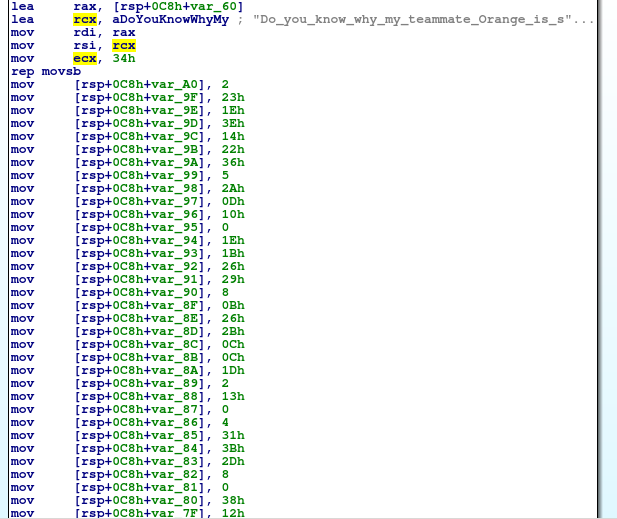 lea rax, [rsp+0C8h+var_60]
lea rcx, aDoYouKnowWhyMy ; "Do_you_know_why_my_teammate_Orange_is_s"...
mov rdi, rax
mov rsi, rcx
mov ecx, 34h
rep movsb
mov [rsp+0C8h+var_A0], 2
mov [rsp+0C8h+var_9F], 23h
mov [rsp+0C8h+var_9E], 1Eh
mov [rsp+0C8h+var_9D], 3Eh
mov [rsp+0C8h+var_9C], 14h
mov [rsp+0C8h+var_9B], 22h
mov [rsp+0C8h+var_9A], 36h
mov [rsp+0C8h+var_99], 5
mov [rsp+0C8h+var_98], 2Ah
mov [rsp+0C8h+var_97], 0Dh
mov [rsp+0C8h+var_96], 10h
mov [rsp+0C8h+var_95], 0
mov [rsp+0C8h+var_94], 1Eh
mov [rsp+0C8h+var_93], 1Bh
mov [rsp+0C8h+var_92], 26h
mov [rsp+0C8h+var_91], 29h
mov [rsp+0C8h+var_90], 8
mov [rsp+0C8h+var_8F], 0Bh
mov [rsp+0C8h+var_8E], 26h
mov [rsp+0C8h+var_8D], 2Bh
mov [rsp+0C8h+var_8C], 0Ch
mov [rsp+0C8h+var_8B], 0Ch
mov [rsp+0C8h+var_8A], 1Dh
mov [rsp+0C8h+var_89], 2
mov [rsp+0C8h+var_88], 13h
mov [rsp+0C8h+var_87], 0
mov [rsp+0C8h+var_86], 4
mov [rsp+0C8h+var_85], 31h
mov [rsp+0C8h+var_84], 3Bh
mov [rsp+0C8h+var_83], 2Dh
mov [rsp+0C8h+var_82], 8
mov [rsp+0C8h+var_81], 0
mov [rsp+0C8h+var_80], 38h
mov [rsp+0C8h+var_7F], 12h